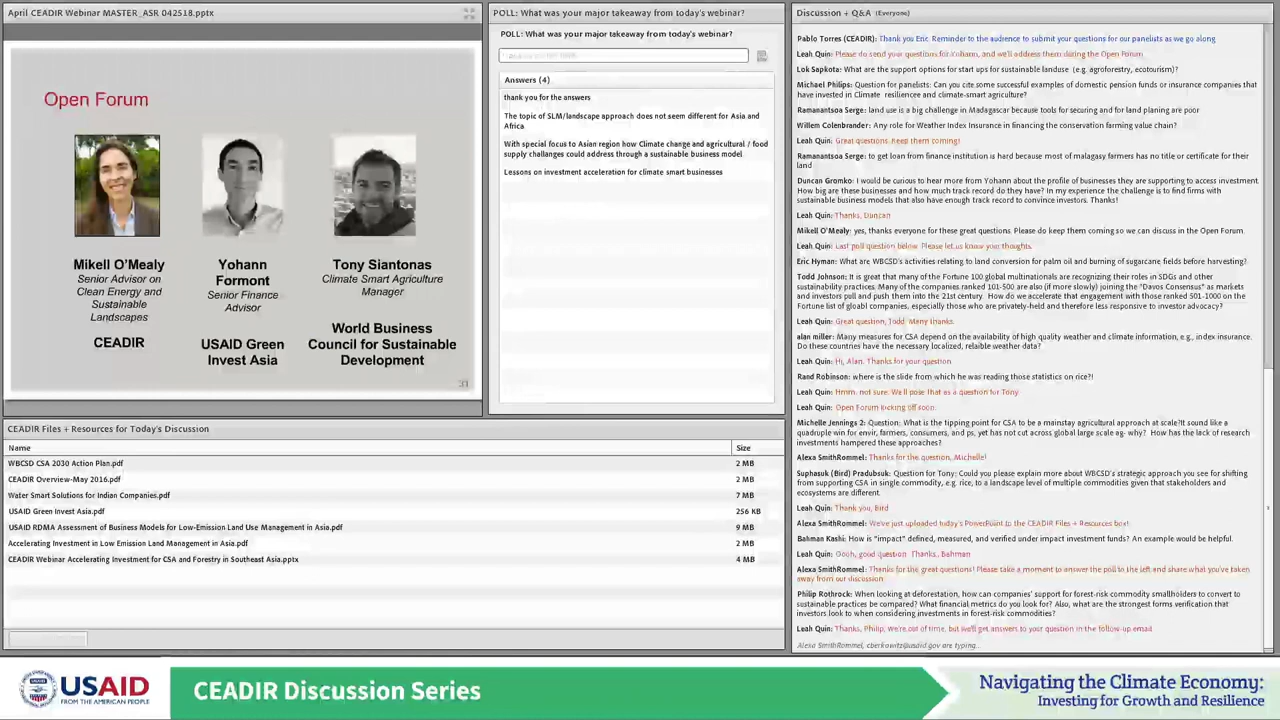 April CEADIR Webinar MASTER_ASR 042518.pptx
Open Forum
Mikell O'Mealy
Senior Advisor on
Clean Energy and
Sustainable
Landscapes
CEADIR
Yohann
Formont
Senior Finance
Advisor
USAID Green
Invest Asia
Tony Siantonas
Climate Smart Agriculture
Manager
World Business
Council for Sustainable
Development
33
POLL: What was your major takeaway from today's webinar?
POLL: What was your major takeaway from today's webinar?
Answers (4)
thank you for the answers
The topic of SLM/landscape approach does not seem different for Asia and
Africa
With special focus to Asian region how Climate change and agricultural / food
supply challenges could address through a sustainable business model
Lessons on investment acceleration for climate smart businesses
CEADIR Files + Resources for Today's Discussion
Name Size
WBCSD CSA 2030 Action Plan.pdf 2 MB
CEADIR Overview-May 2016.pdf 2 MB
Water Smart Solutions for Indian Companies.pdf 7 MB
USAID Green Invest Asia.pdf 256 KB
USAID RDMA Assessment of Business Models for Low-Emission Land Use Management in Asia.pdf 9 MB
Accelerating Investment in Low Emission Land Management in Asia.pdf 2 MB
CEADIR Webinar Accelerating Investment for CSA and Forestry in Southeast Asia.pptx 4 MB
Discussion + Q&A (Everyone)
Pablo Torres (CEADIR): Thank you Eric. Reminder to the audience to submit your questions for our panelists as we go along
Leah Quin: Please do send your questions for Yohann, and we'll address them during the Open Forum
Lok Sapkota: What are the support options for start ups for sustainable landuse (e.g. agroforestry, ecotourism)?
Michael Philips: Question for panelists: Can you cite some successful examples of domestic pension funds or insurance companies that
have invested in Climate resilience and climate-smart agriculture?
Ramanantsoa Serge: land use is a big challenge in Madagascar because tools for securing and for land planing are poor
Willem Colenbrander: Any role for Weather Index Insurance in financing the conservation farming value chain?
Leah Quin: Great questions. Keep them coming!
Ramanantsoa Serge: to get loan from finance institution is hard because most of malagasy farmers has no title or certificate for their
land
Duncan Gromko: I would be curious to hear more from Yohann about the profile of businesses they are supporting to access investment.
How big are these businesses and how much track record do they have? In my experience the challenge is to find firms with
sustainable business models that also have enough track record to convince investors. Thanks!
Leah Quin: Thanks, Duncan
Mikell O'Mealy: yes, thanks everyone for these great questions. Please do keep them coming so we can discuss in the Open Forum.
Leah Quin: Last poll question below. Please let us know your thoughts.
Eric Hyman: What are WBCSD's activities relating to land conversion for palm oil and burning of sugarcane fields before harvesting?
Todd Johnson: It is great that many of the Fortune 100 global multinationals are recognizing their roles in SDGs and other
sustainability practices. Many of the companies ranked 101-500 are also (if more slowly) joining the "Davos Consensus" as markets
and investors pull and push them into the 21st century. How do we accelerate that engagement with those ranked 501-1000 on the
Fortune list of gloabl companies, especially those who are privately-held and therefore less responsive to investor advocacy?
Leah Quin: Great question, Todd. Many thanks.
alan miller: Many measures for CSA depend on the availability of high quality weather and climate information, e.g., index insurance.
Do these countries have the necessary localized, relaible weather data?
Leah Quin: Hi, Alan. Thanks for your question
Rand Robinson: where is the slide from which he was reading those statistics on rice?!
Leah Quin: Hmm. not sure. We'll pose that as a question for Tony
Leah Quin: Open Forum kicking off soon.
Michelle Jennings 2: Question: What is the tipping point for CSA to be a mainstay agricultural approach at scale?It sound like a
quadruple win for envir, farmers, consumers, and ps, yet has not cut across global large scale ag- why? How has the lack of research
investments hampered these approaches?
Alexa SmithRommel: Thanks for the question, Michelle!
Suphasuk (Bird) Pradubsuk: Question for Tony: Could you please explain more about WBCSD's strategic approach you see for shifting
from supporting CSA in single commodity, e.g. rice, to a landscape level of multiple commodities given that stakeholders and
ecosystems are different.
Leah Quin: Thank you, Bird
Alexa SmithRommel: We've just uploaded today's PowerPoint to the CEADIR Files + Resources box!
Bahman Kashi: How is "impact" defined, measured, and verified under impact investment funds? An example would be helpful.
Leah Quin: Oooh, good question. Thanks, Bahman
Alexa SmithRommel: Thanks for the great questions! Please take a moment to answer the poll to the left and share what you've taken
away from our discussion
Philip Rothrock: When looking at deforestation, how can companies' support for forest-risk commodity smallholders to convert to
sustainable practices be compared? What financial metrics do you look for? Also, what are the strongest forms verification that
investors look to when considering investments in forest-risk commodities?
Leah Quin: Thanks, Philip. We're out of time, but we'll get answers to your question in the follow-up email
Alexa SmithRommel, cberkowitz@usaid.gov are typing...
USAID
FROM THE AMERICAN PEOPLE
CEADIR Discussion Series
Navigating the Climate Economy:
Investing for Growth and Resilience